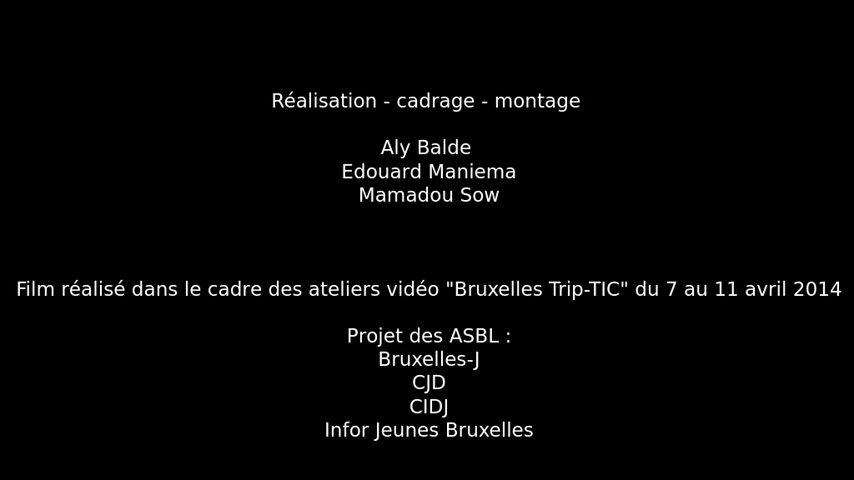 Réalisation - cadrage - montage
Aly Balde
Edouard Maniema
Mamadou Sow
Film réalisé dans le cadre des ateliers vidéo "Bruxelles Trip-TIC" du 7 au 11 avril 2014
Projet des ASBL :
Bruxelles-J
CJD
CIDJ
Infor Jeunes Bruxelles